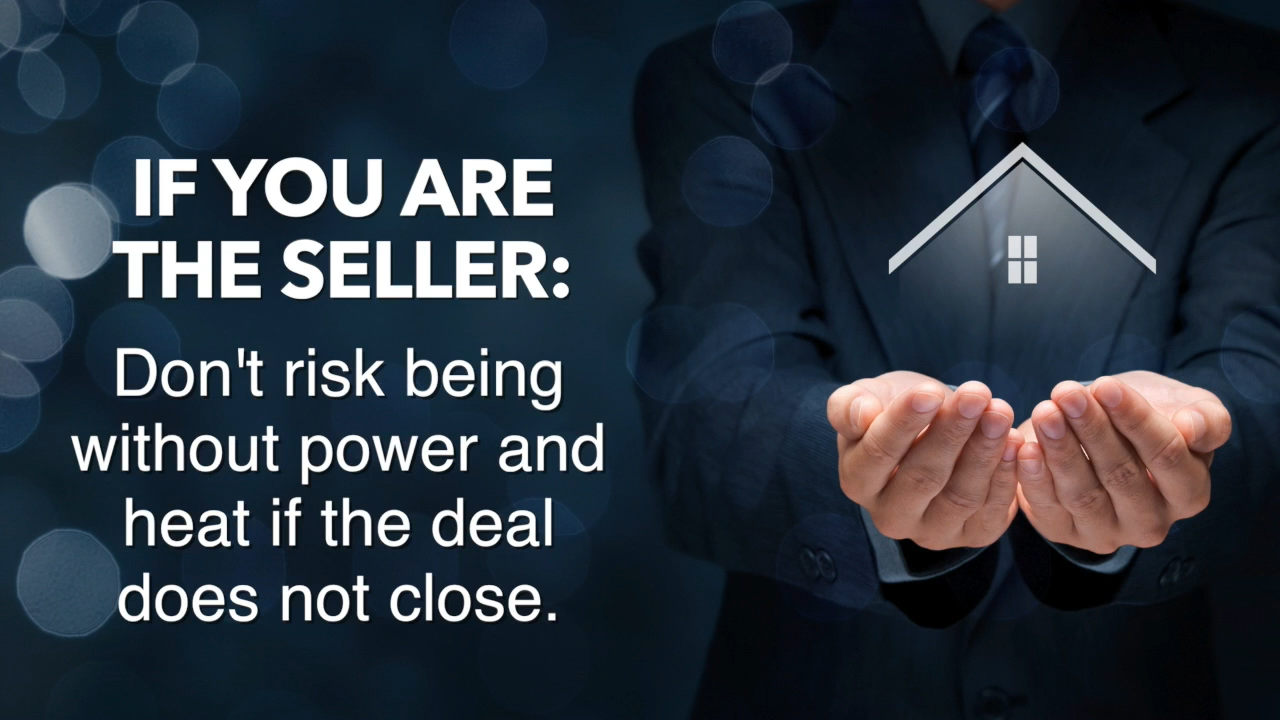 IF YOU ARE
THE SELLER:
Don't risk being
without power and
heat if the deal
does not close.